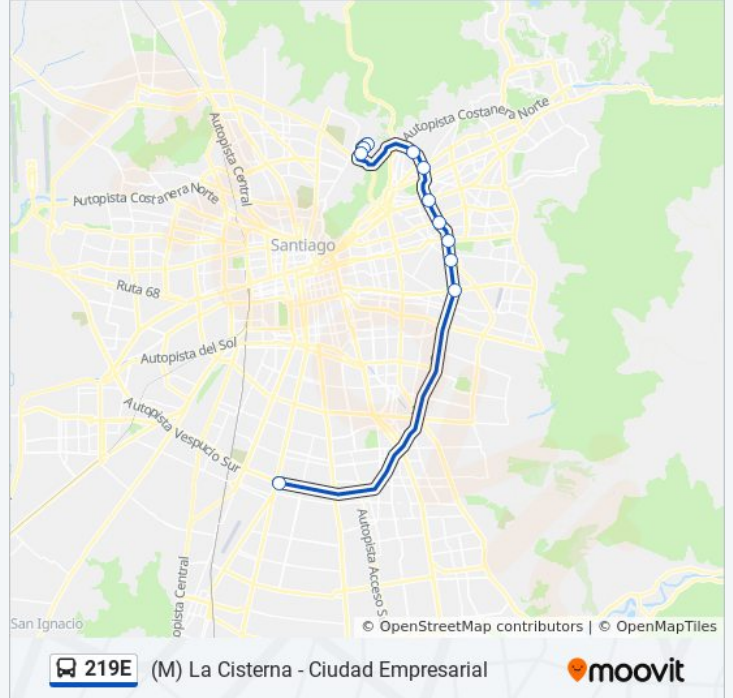 Autopista Costanera Norte
Autopista Central
Autopista Costanera Norte
Santiago
Ruta 68
Autopista del Sol
Autopista Vespucio Sur
Autopista Acceso S
opista Central
San Ignacio
© OpenStreetMap contributors | © OpenMapTiles
219E (M) La Cisterna - Ciudad Empresarial
moovit